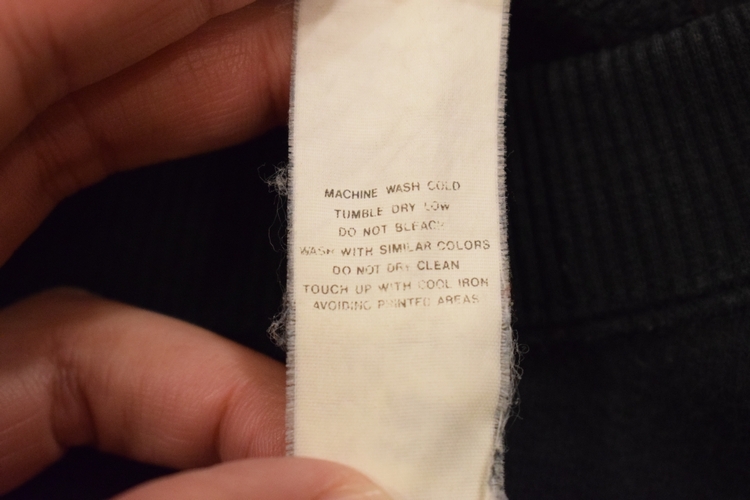 MACHINE WASH COLD
TUMBLE DRY LOW
DO NOT BLEACH
WASH WITH SIMILAR COLORS
DO NOT DRY CLEAN
TOUCH UP WITH COOL IRON
AVOIDING PRINTED AREAS